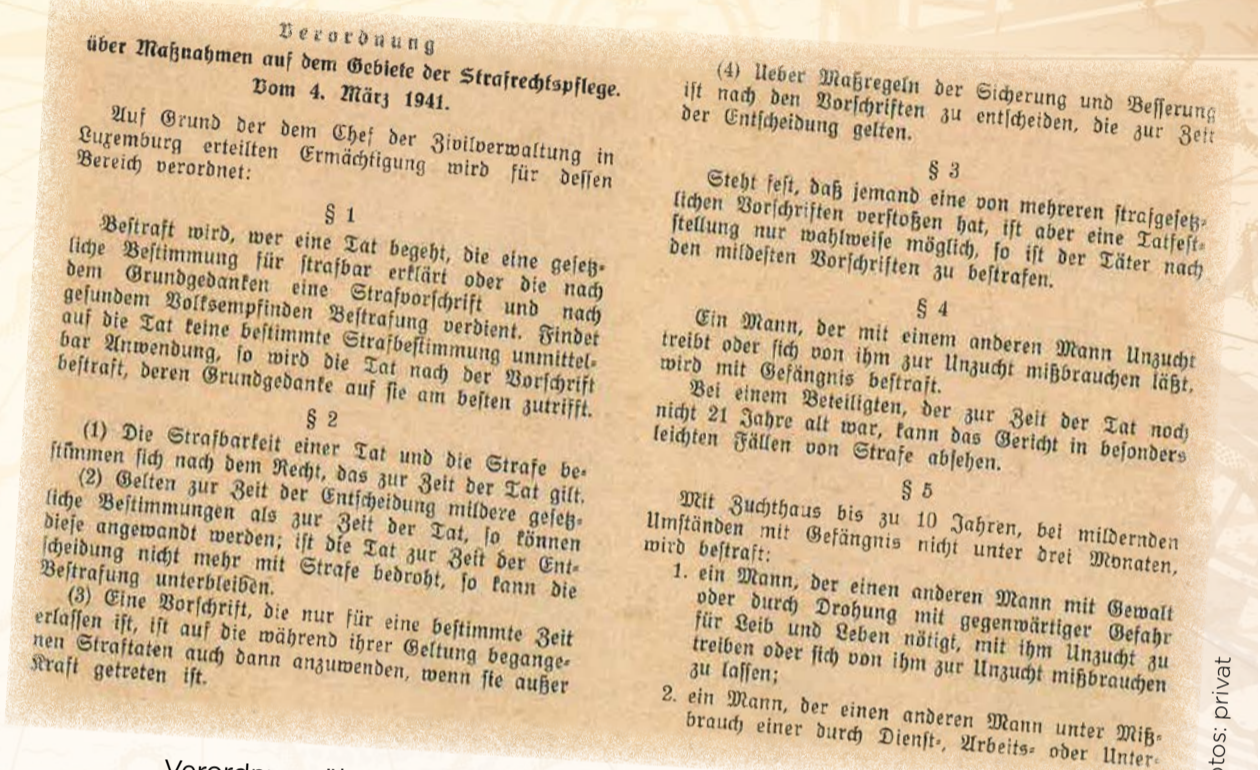 Verordnung
über Maßnahmen auf dem Gebiete der Strafrechtspflege.
Vom 4. März 1941.
Auf Grund der dem Chef der Zivilverwaltung in
Luxemburg erteilten Ermächtigung wird für dessen
Bereich verordnet:
§ 1
Bestraft wird, wer eine Tat begeht, die eine gesetz-
liche Bestimmung für strafbar erklärt oder die nach
dem Grundgedanken eine Strafvorschrift und nach
gesundem Volksempfinden Bestrafung verdient. Findet
auf die Tat keine bestimmte Strafbestimmung unmittel-
bar Anwendung, so wird die Tat nach der Vorschrift
bestraft, deren Grundgedanke auf sie am besten zutrifft.
§ 2
(1) Die Strafbarkeit einer Tat und die Strafe be-
stimmen sich nach dem Recht, das zur Zeit der Tat gilt.
(2) Gelten zur Zeit der Entscheidung mildere gesetz-
liche Bestimmungen als zur Zeit der Tat, so können
diese angewandt werden; ist die Tat zur Zeit der Ent-
scheidung nicht mehr mit Strafe bedroht, so kann die
Bestrafung unterbleiben.
(3) Eine Vorschrift, die nur für eine bestimmte Zeit
erlassen ist, ist auf die während ihrer Geltung begange-
nen Straftaten auch dann anzuwenden, wenn sie außer
Kraft getreten ist.
(4) Ueber Maßregeln der Sicherung und Besserung
ist nach den Vorschriften zu entscheiden, die zur Zeit
der Entscheidung gelten.
§ 3
Steht fest, daß jemand eine von mehreren strafgesetz-
lichen Vorschriften verstoßen hat, ist aber eine Tatfest-
stellung nur wahlweise möglich, so ist der Täter nach
den mildesten Vorschriften zu bestrafen.
§ 4
Ein Mann, der mit einem anderen Mann Unzucht
treibt oder sich von ihm zur Unzucht mißbrauchen läßt,
wird mit Gefängnis bestraft.
Bei einem Beteiligten, der zur Zeit der Tat noch
nicht 21 Jahre alt war, kann das Gericht in besonders
leichten Fällen von Strafe absehen.
§ 5
Mit Zuchthaus bis zu 10 Jahren, bei mildernden
Umständen mit Gefängnis nicht unter drei Monaten,
wird bestraft:
1. ein Mann, der einen anderen Mann mit Gewalt
oder durch Drohung mit gegenwärtiger Gefahr
für Leib und Leben nötigt, mit ihm Unzucht zu
treiben oder sich von ihm zur Unzucht mißbrauchen
zu lassen;
2. ein Mann, der einen anderen Mann unter Miß-
brauch einer durch Dienst-, Arbeits- oder Unter-
otos: privat